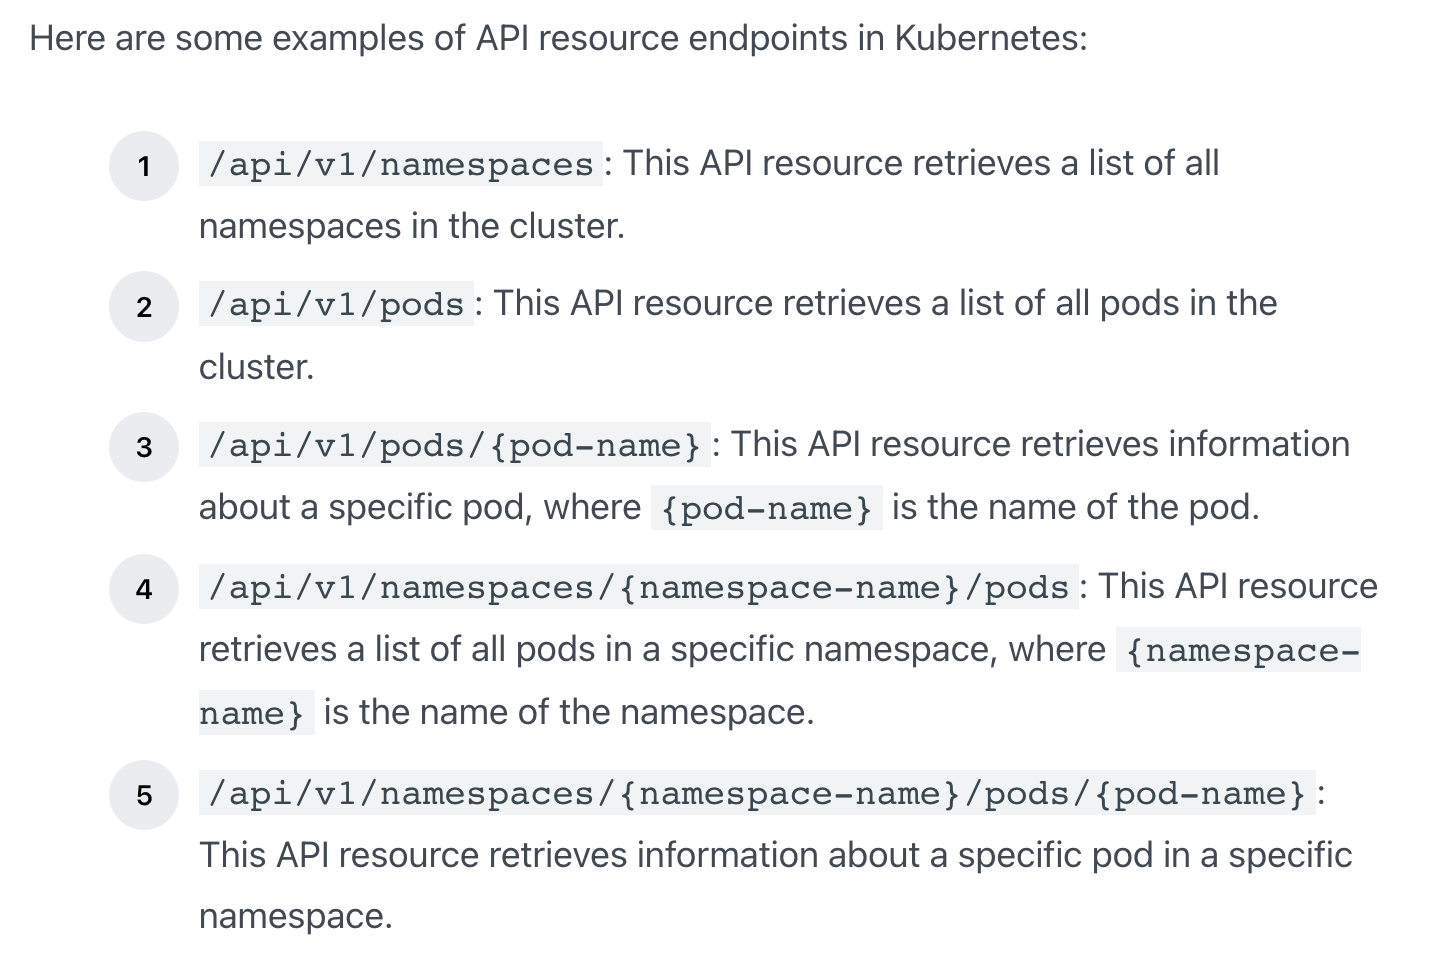 Here are some examples of API resource endpoints in Kubernetes:
1 /api/v1/namespaces: This API resource retrieves a list of all
namespaces in the cluster.
2 /api/v1/pods: This API resource retrieves a list of all pods in the
cluster.
3 /api/v1/pods/{pod-name}: This API resource retrieves information
about a specific pod, where {pod-name} is the name of the pod.
4 /api/v1/namespaces/{namespace-name}/pods: This API resource
retrieves a list of all pods in a specific namespace, where {namespace-
name} is the name of the namespace.
5 /api/v1/namespaces/{namespace-name}/pods/{pod-name}:
This API resource retrieves information about a specific pod in a specific
namespace.